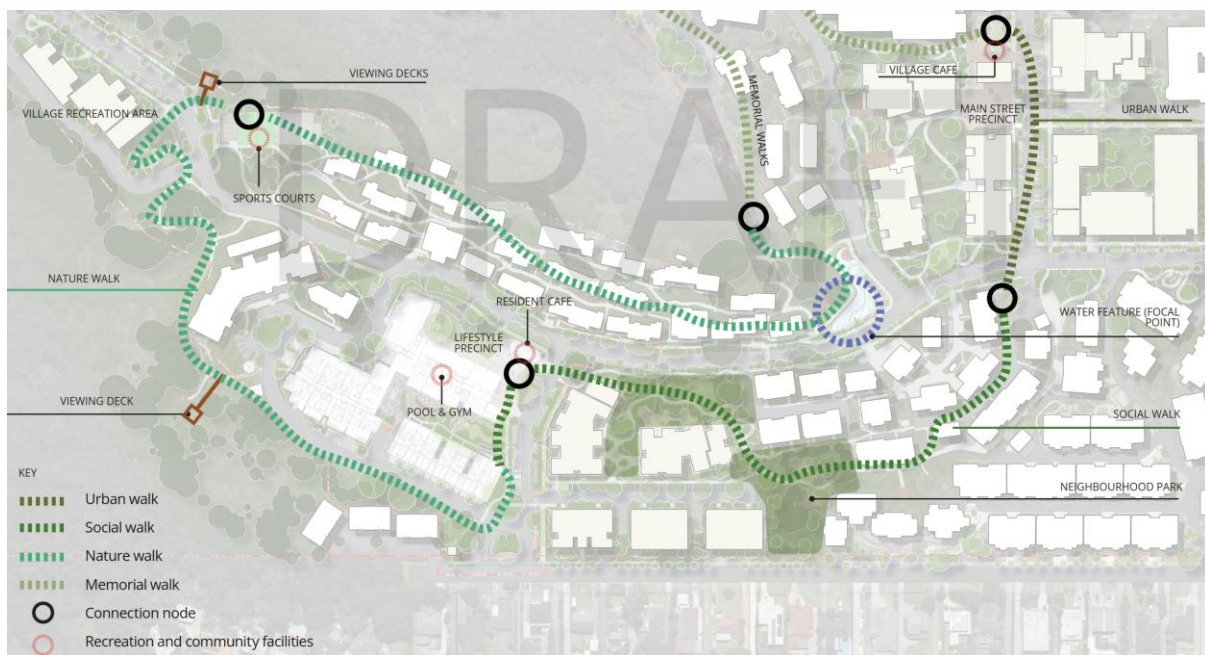 VIEWING DECKS
VILLAGE CAFE
MEMORIAL WALKS
VILLAGE RECREATION AREA
MAIN STREET
PRECINCT
URBAN WALK
DRAFT
SPORTS COURTS
NATURE WALK
RESIDENT CAFE
WATER FEATURE (FOCAL
POINT)
LIFESTYLE
PRECINCT
VIEWING DECK
POOL & GYM
SOCIAL WALK
NEIGHBOURHOOD PARK
KEY
Urban walk
Social walk
Nature walk
Memorial walk
Connection node
Recreation and community facilities